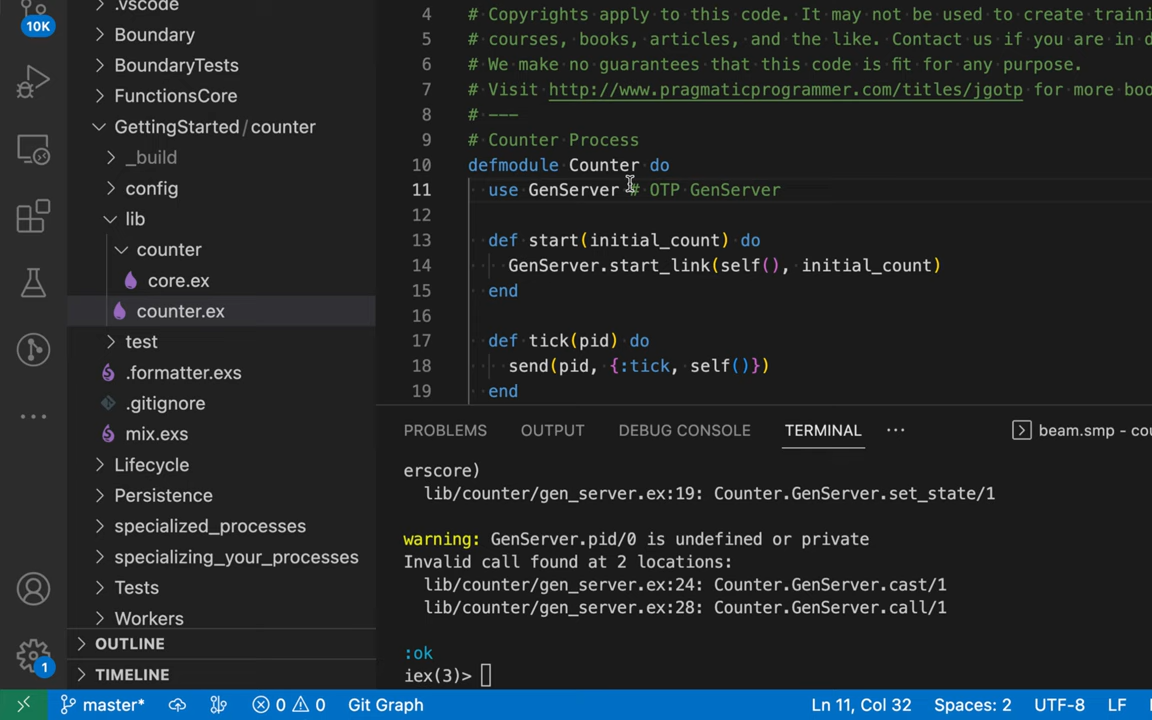 10K
.vscode
Boundary
BoundaryTests
FunctionsCore
GettingStarted/counter
_build
config
lib
counter
core.ex
counter.ex
test
.formatter.exs
.gitignore
mix.exs
Lifecycle
Persistence
specialized_processes
specializing_your_processes
Tests
Workers
OUTLINE
TIMELINE
1
4 # Copyrights apply to this code. It may not be used to create traini
5 # courses, books, articles, and the like. Contact us if you are in d
6 # We make no guarantees that this code is fit for any purpose.
7 # Visit http://www.pragmaticprogrammer.com/titles/jgotp for more boo
8 # ---
9 # Counter Process
10 defmodule Counter do
11 use GenServer # OTP GenServer
12
13 def start(initial_count) do
14 GenServer.start_link(self(), initial_count)
15 end
16
17 def tick(pid) do
18 send(pid, {:tick, self()})
19 end
PROBLEMS OUTPUT DEBUG CONSOLE TERMINAL ··· beam.smp - cou
erscore)
lib/counter/gen_server.ex:19: Counter.GenServer.set_state/1
warning: GenServer.pid/0 is undefined or private
Invalid call found at 2 locations:
lib/counter/gen_server.ex:24: Counter.GenServer.cast/1
lib/counter/gen_server.ex:28: Counter.GenServer.call/1
:ok
iex(3)>
master* 0 0 Git Graph Ln 11, Col 32 Spaces: 2 UTF-8 LF